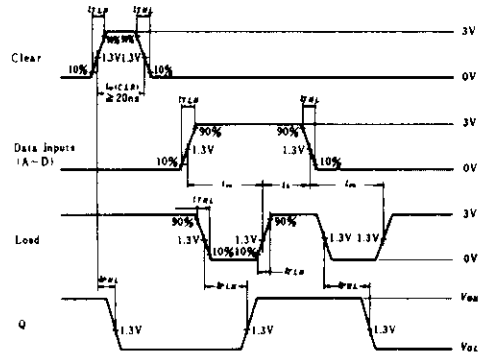 tTLH tTHL
3V
90% 90%
Clear
1.3V 1.3V
10% 10%
0V
tw(CLR)
≧20ns
tTLH tTHL
3V
90% 90%
Data Inputs
(A~D)
1.3V 1.3V
10% 10%
0V
tTHL
3V
90% 90%
Load
1.3V 1.3V 1.3V 1.3V
10% 10%
0V
tPHL tPLH tPHL
VOH
Q
1.3V 1.3V 1.3V
VOL